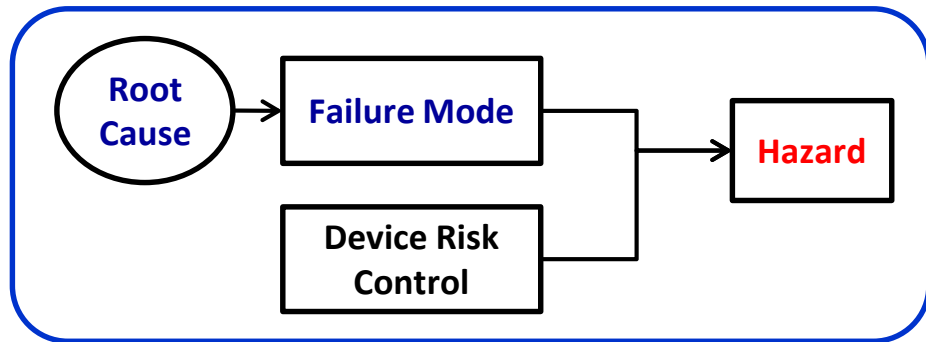 Root
Cause
Failure Mode
Hazard
Device Risk
Control